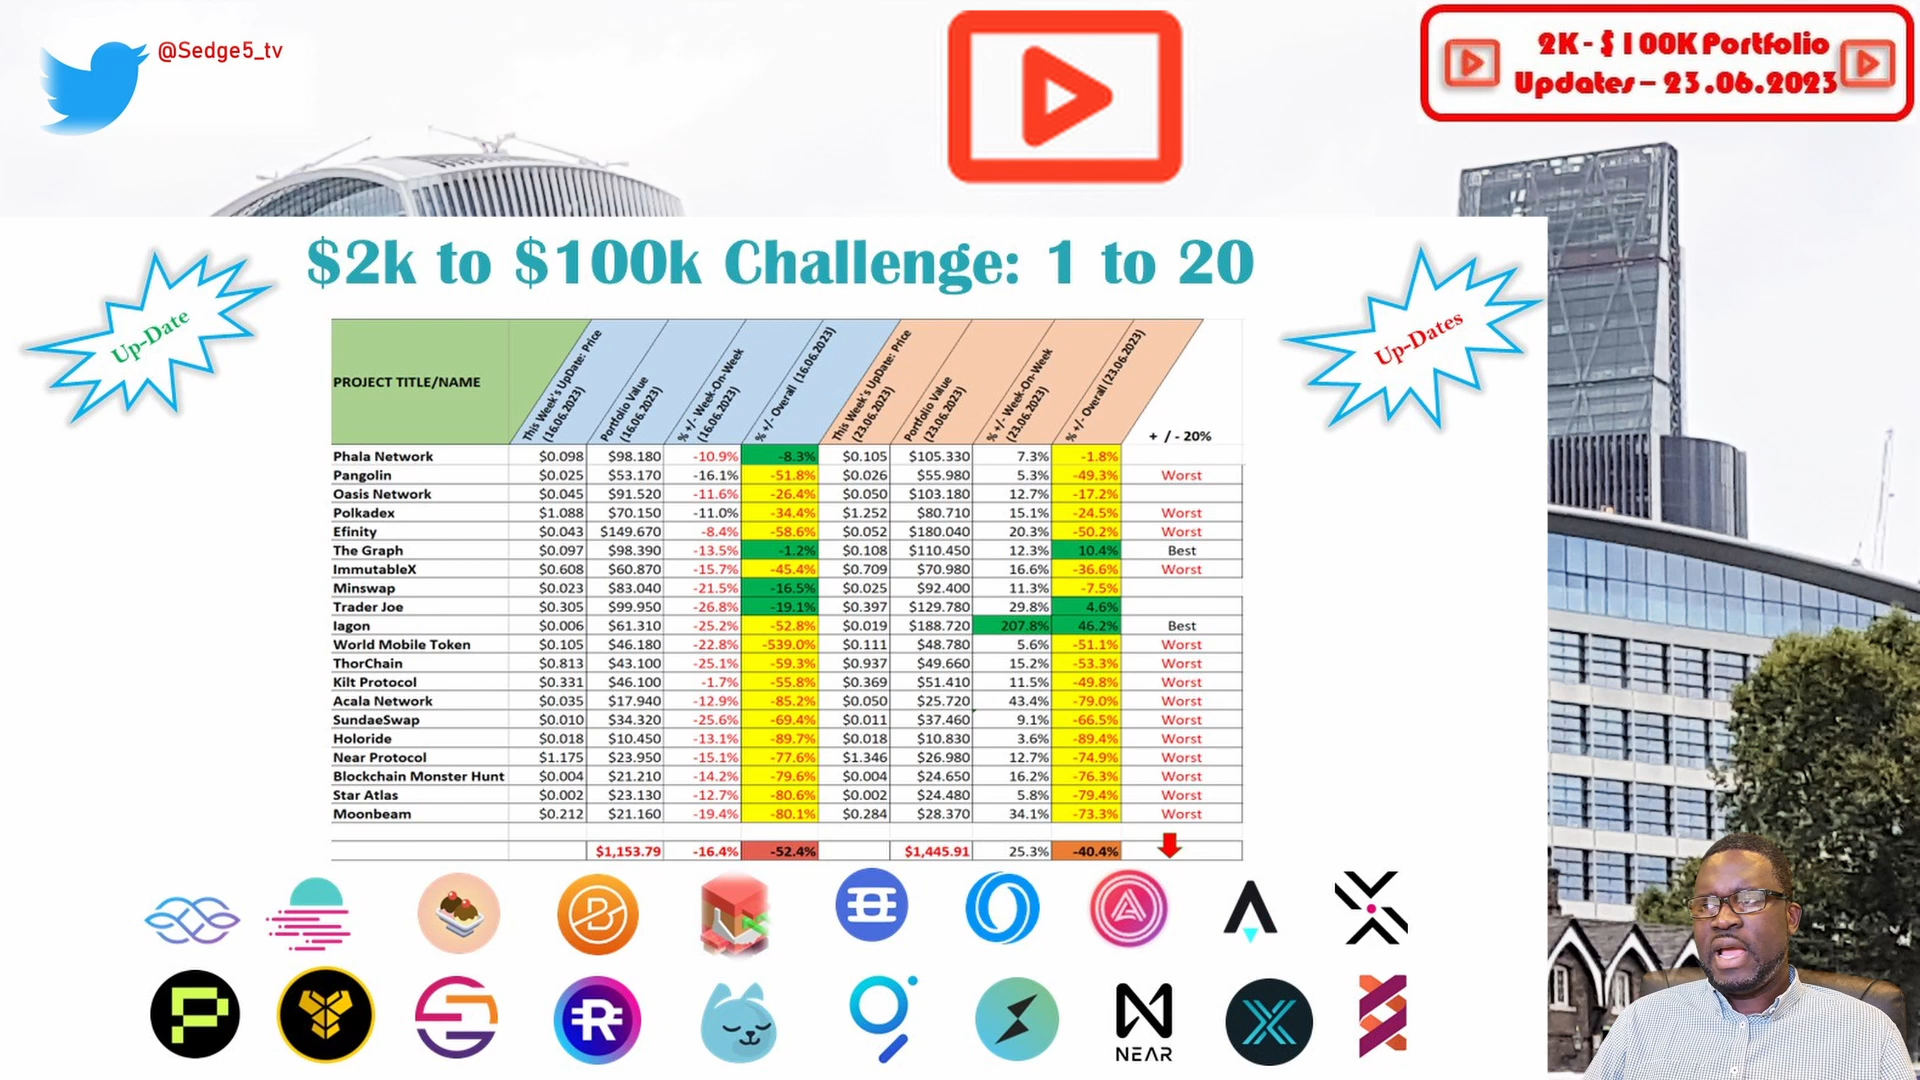 @Sedge5_tv
2K - $100K Portfolio
Updates – 23.06.2023
$2k to $100k Challenge: 1 to 20
Up-Date
Up-Dates
PROJECT TITLE/NAME
This Week's UpDate: Price (16.06.2023)
Portfolio Value (16.06.2023)
% +/- Week-On-Week (16.06.2023)
% +/- Overall (16.06.2023)
This Week's UpDate: Price (23.06.2023)
Portfolio Value (23.06.2023)
% +/- Week-On-Week (23.06.2023)
% +/- Overall (23.06.2023)
+ / - 20%
Phala Network $0.098 $98.180 -10.9% -8.3% $0.105 $105.330 7.3% -1.8%
Pangolin $0.025 $53.170 -16.1% -51.8% $0.026 $55.980 5.3% -49.3% Worst
Oasis Network $0.045 $91.520 -11.6% -26.4% $0.050 $103.180 12.7% -17.2%
Polkadex $1.088 $70.150 -11.0% -34.4% $1.252 $80.710 15.1% -24.5% Worst
Efinity $0.043 $149.670 -8.4% -58.6% $0.052 $180.040 20.3% -50.2% Worst
The Graph $0.097 $98.390 -13.5% -1.2% $0.108 $110.450 12.3% 10.4% Best
ImmutableX $0.608 $60.870 -15.7% -45.4% $0.709 $70.980 16.6% -36.6% Worst
Minswap $0.023 $83.040 -21.5% -16.5% $0.025 $92.400 11.3% -7.5%
Trader Joe $0.305 $99.950 -26.8% -19.1% $0.397 $129.780 29.8% 4.6%
Iagon $0.006 $61.310 -25.2% -52.8% $0.019 $188.720 207.8% 46.2% Best
World Mobile Token $0.105 $46.180 -22.8% -539.0% $0.111 $48.780 5.6% -51.1% Worst
ThorChain $0.813 $43.100 -25.1% -59.3% $0.937 $49.660 15.2% -53.3% Worst
Kilt Protocol $0.331 $46.100 -1.7% -55.8% $0.369 $51.410 11.5% -49.8% Worst
Acala Network $0.035 $17.940 -12.9% -85.2% $0.050 $25.720 43.4% -79.0% Worst
SundaeSwap $0.010 $34.320 -25.6% -69.4% $0.011 $37.460 9.1% -66.5% Worst
Holoride $0.018 $10.450 -13.1% -89.7% $0.018 $10.830 3.6% -89.4% Worst
Near Protocol $1.175 $23.950 -15.1% -77.6% $1.346 $26.980 12.7% -74.9% Worst
Blockchain Monster Hunt $0.004 $21.210 -14.2% -79.6% $0.004 $24.650 16.2% -76.3% Worst
Star Atlas $0.002 $23.130 -12.7% -80.6% $0.002 $24.480 5.8% -79.4% Worst
Moonbeam $0.212 $21.160 -19.4% -80.1% $0.284 $28.370 34.1% -73.3% Worst
$1,153.79 -16.4% -52.4% $1,445.91 25.3% -40.4%
NEAR